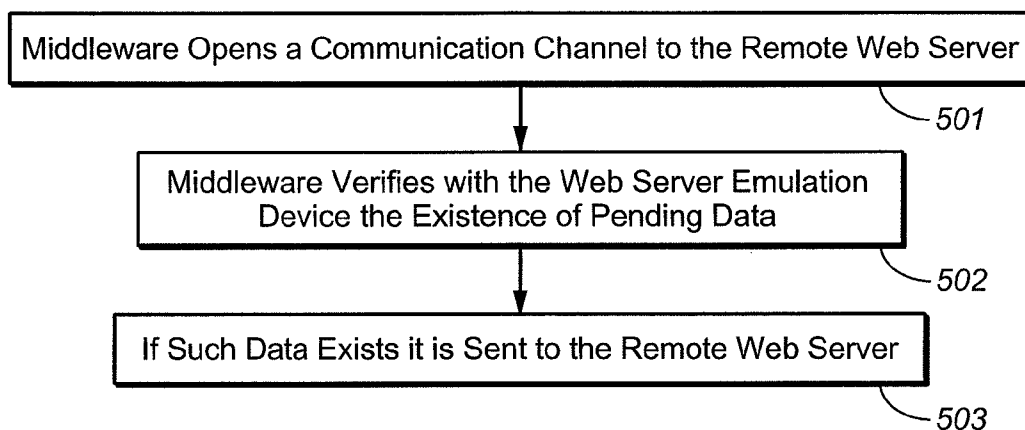 Middleware Opens a Communication Channel to the Remote Web Server
501
Middleware Verifies with the Web Server Emulation
Device the Existence of Pending Data
502
If Such Data Exists it is Sent to the Remote Web Server
503